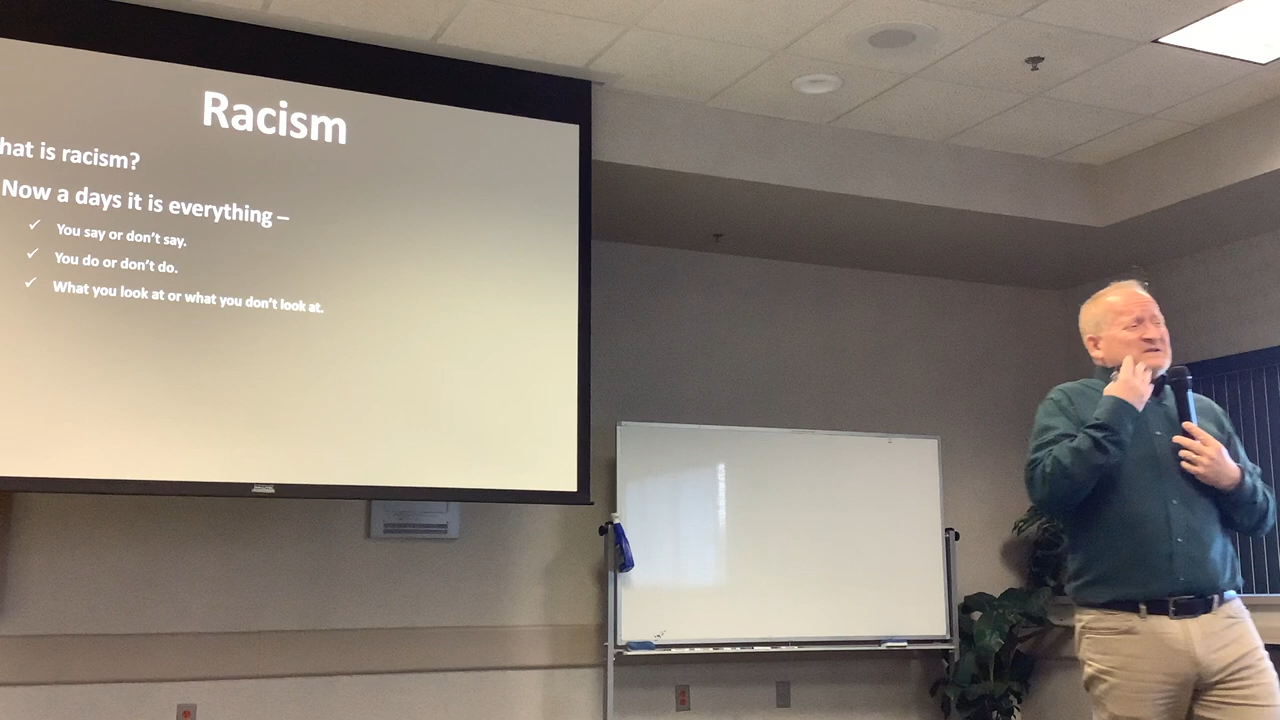 Racism
hat is racism?
Now a days it is everything –
✓ You say or don't say.
✓ You do or don't do.
✓ What you look at or what you don't look at.